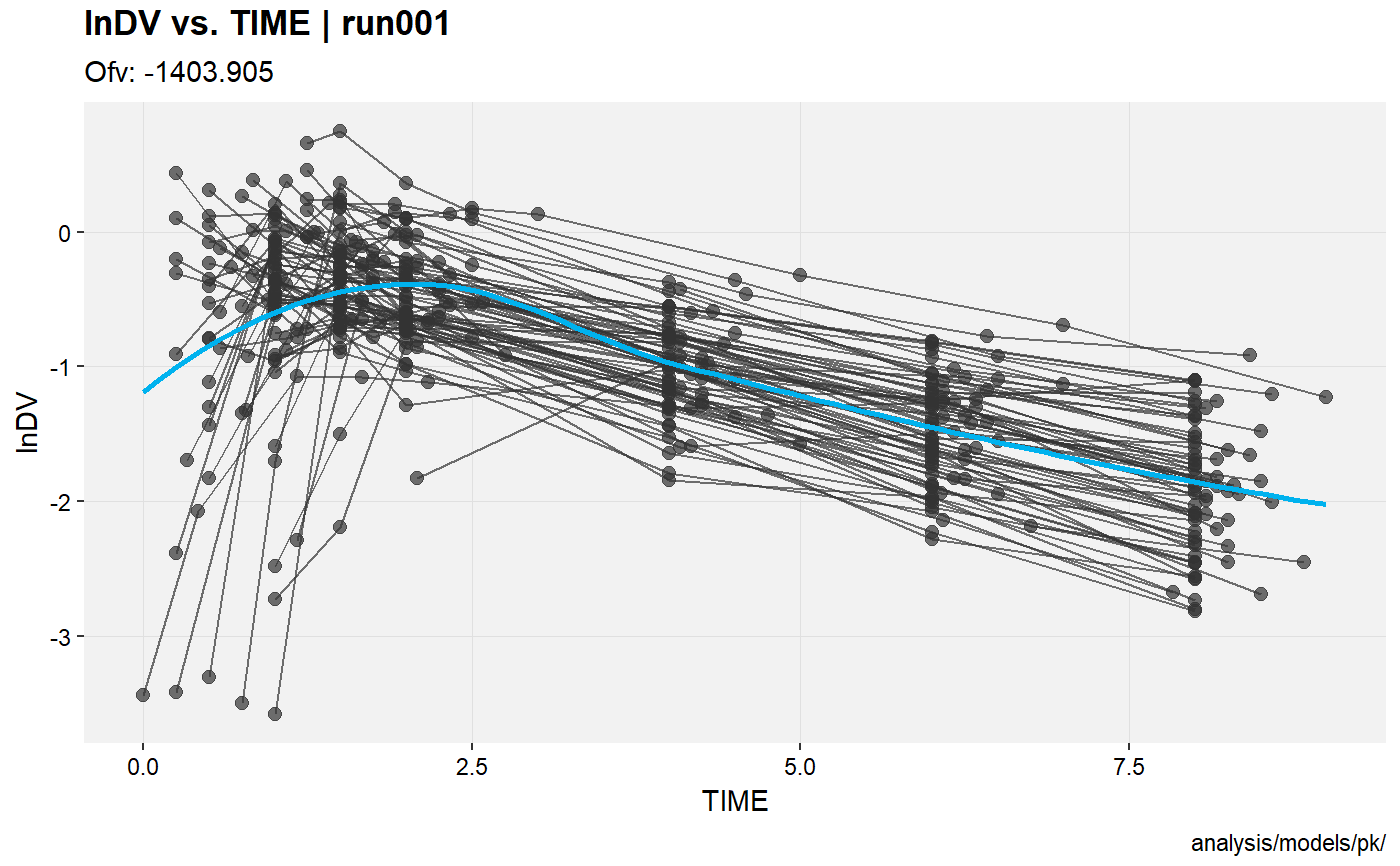 lnDV vs. TIME | run001
Ofv: -1403.905
lnDV
0
-1
-2
-3
0.0
2.5
5.0
7.5
TIME
analysis/models/pk/